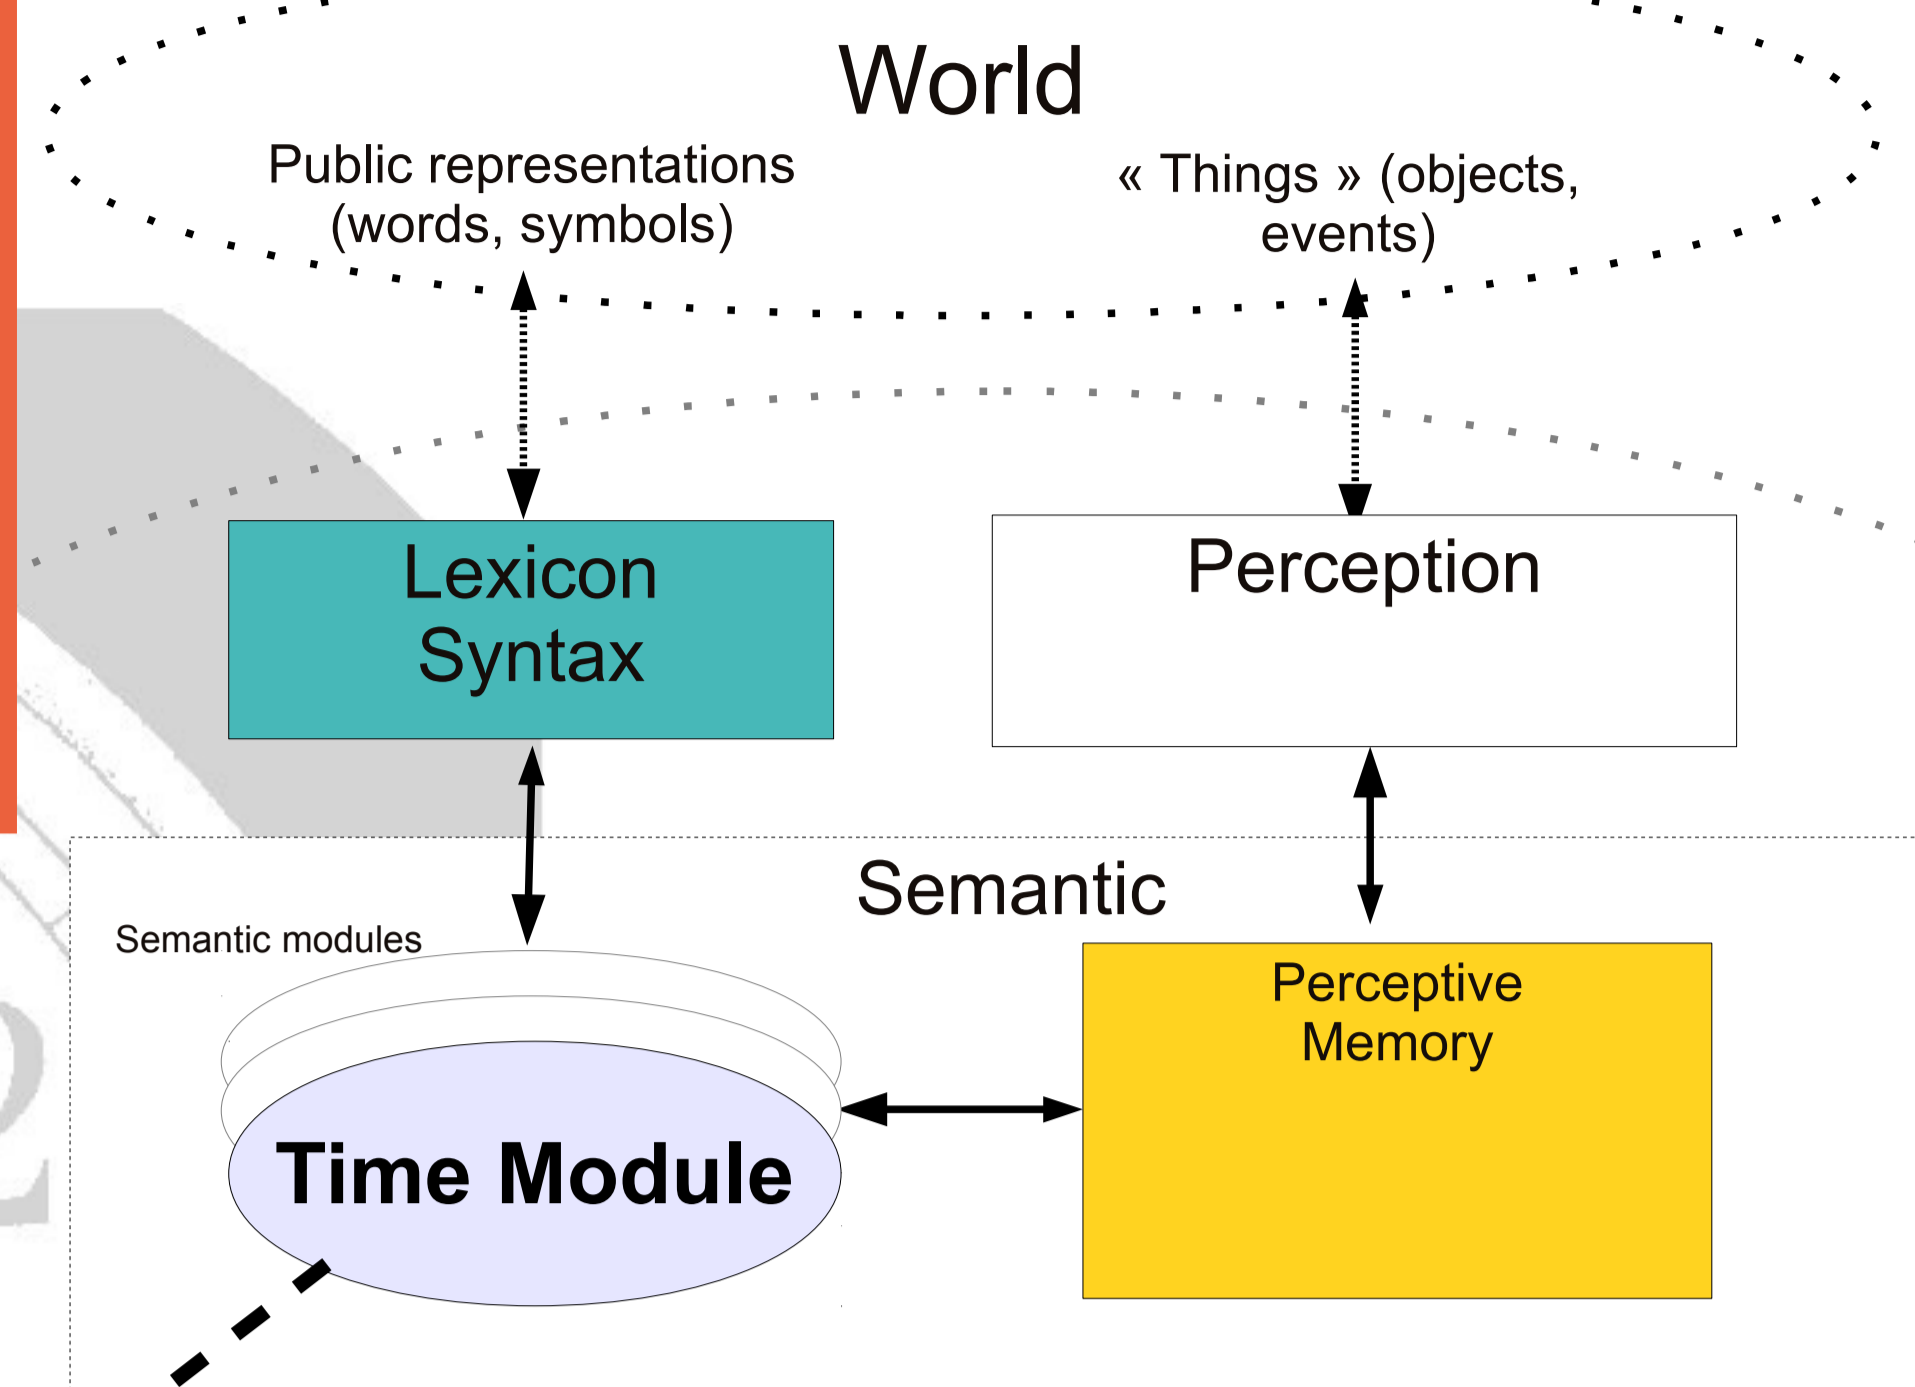 World
Public representations
(words, symbols)
« Things » (objects,
events)
Lexicon
Syntax
Perception
Semantic
Semantic modules
Perceptive
Memory
Time Module